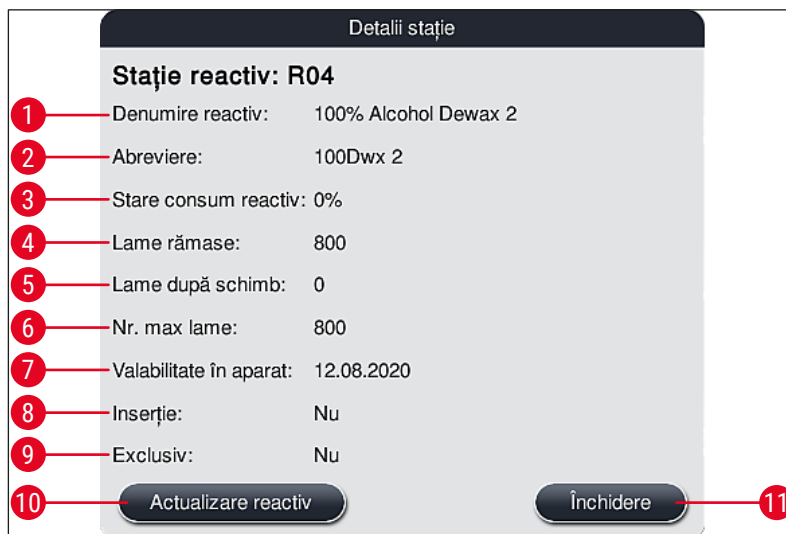 Detalii stație
Stație reactiv: R04
1 Denumire reactiv: 100% Alcohol Dewax 2
2 Abreviere: 100Dwx 2
3 Stare consum reactiv: 0%
4 Lame rămase: 800
5 Lame după schimb: 0
6 Nr. max lame: 800
7 Valabilitate în aparat: 12.08.2020
8 Inserție: Nu
9 Exclusiv: Nu
10 Actualizare reactiv Închidere 11